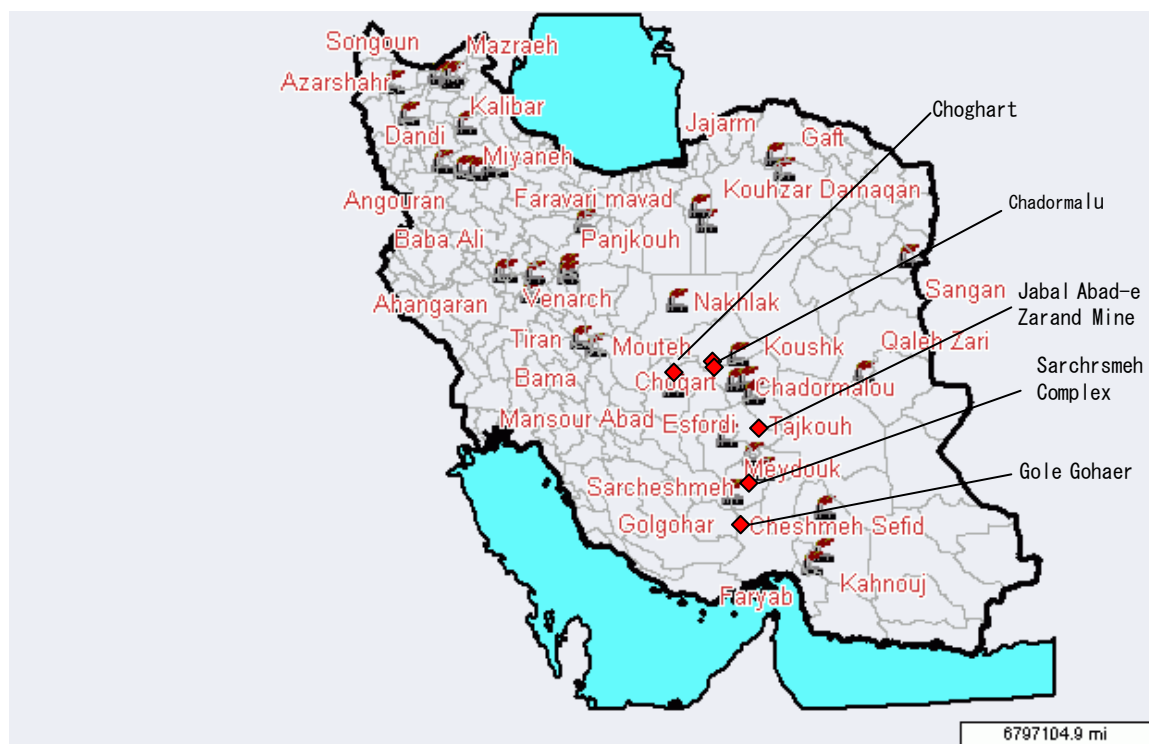 Songoun
Mazraeh
Azarshahr
Kalibar
Choghart
Jajarm
Gaft
Dandi
Miyaneh
Kouhzar Damaqan
Angouran
Faravari mavad
Chadormalu
Baba Ali
Panjkouh
Sangan
Jabal Abad-e
Zarand Mine
Ahangaran
Venarch
Nakhlak
Tiran
Mouteh
Koushk
Qaleh Zari
Sarchrsmeh
Complex
Bama
Choqart
Chadormalou
Mansour Abad
Esfordi
Tajkouh
Meydouk
Gole Gohaer
Sarcheshmeh
Golgohar
Cheshmeh Sefid
Kahnouj
Faryab
6797104.9 mi